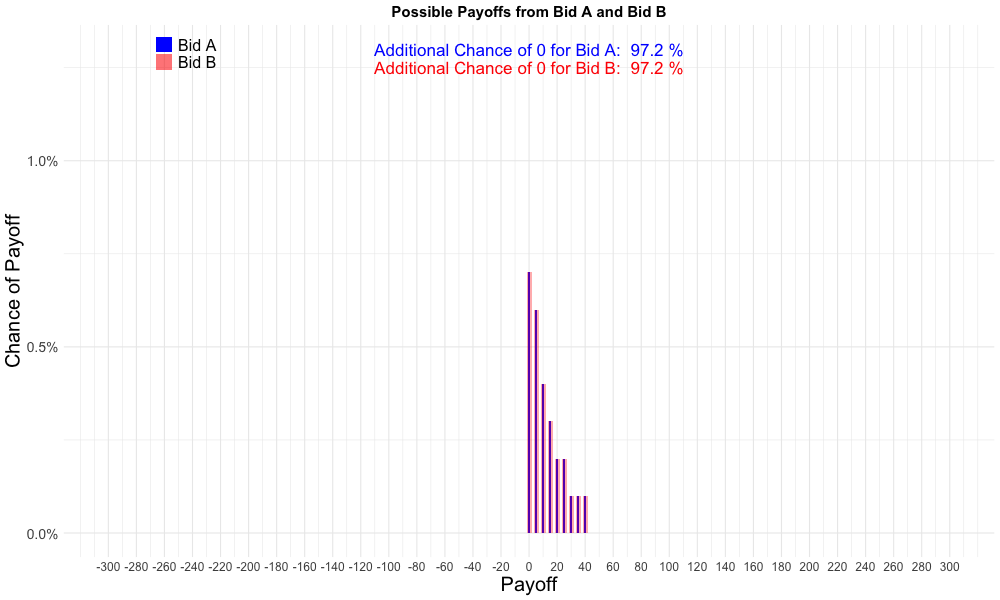 Possible Payoffs from Bid A and Bid B
Bid A
Bid B
Additional Chance of 0 for Bid A: 97.2 %
Additional Chance of 0 for Bid B: 97.2 %
Chance of Payoff
1.0%
0.5%
0.0%
-300 -280 -260 -240 -220 -200 -180 -160 -140 -120 -100 -80 -60 -40 -20 0 20 40 60 80 100 120 140 160 180 200 220 240 260 280 300
Payoff